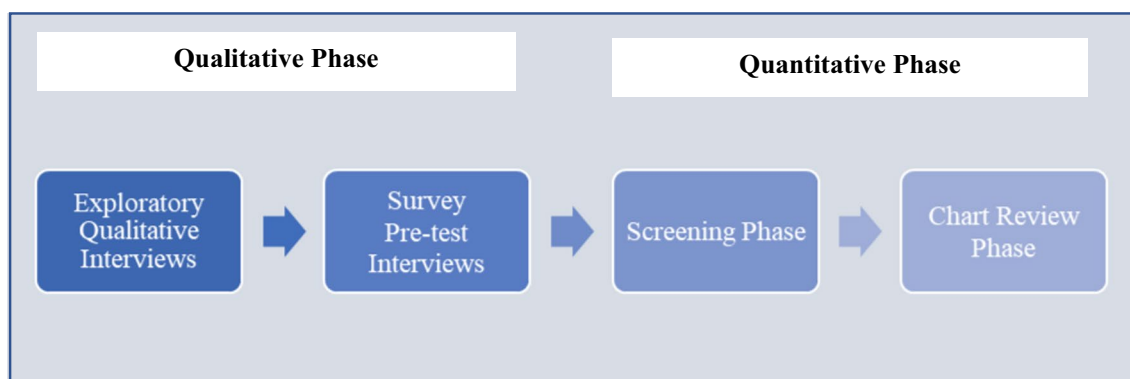 Qualitative Phase
Quantitative Phase
Exploratory
Qualitative
Interviews
Survey
Pre-test
Interviews
Screening Phase
Chart Review
Phase